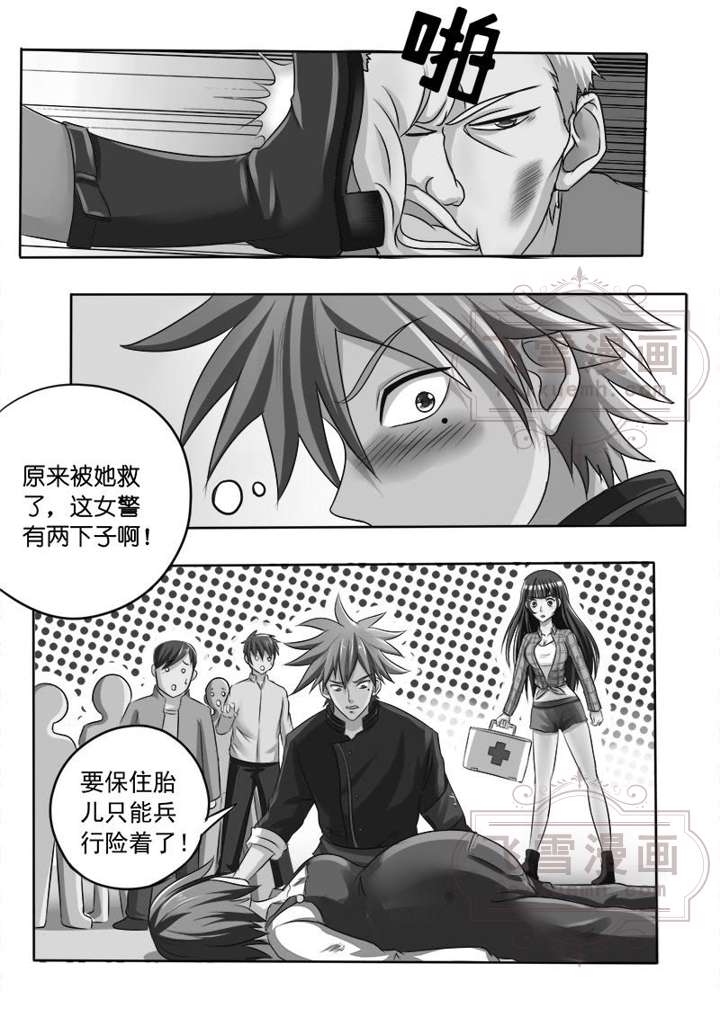 啪
原来被她救
了，这女警
有两下子啊！
飞雪漫画
要保住胎
儿只能兵
行险着了！
飞雪漫画